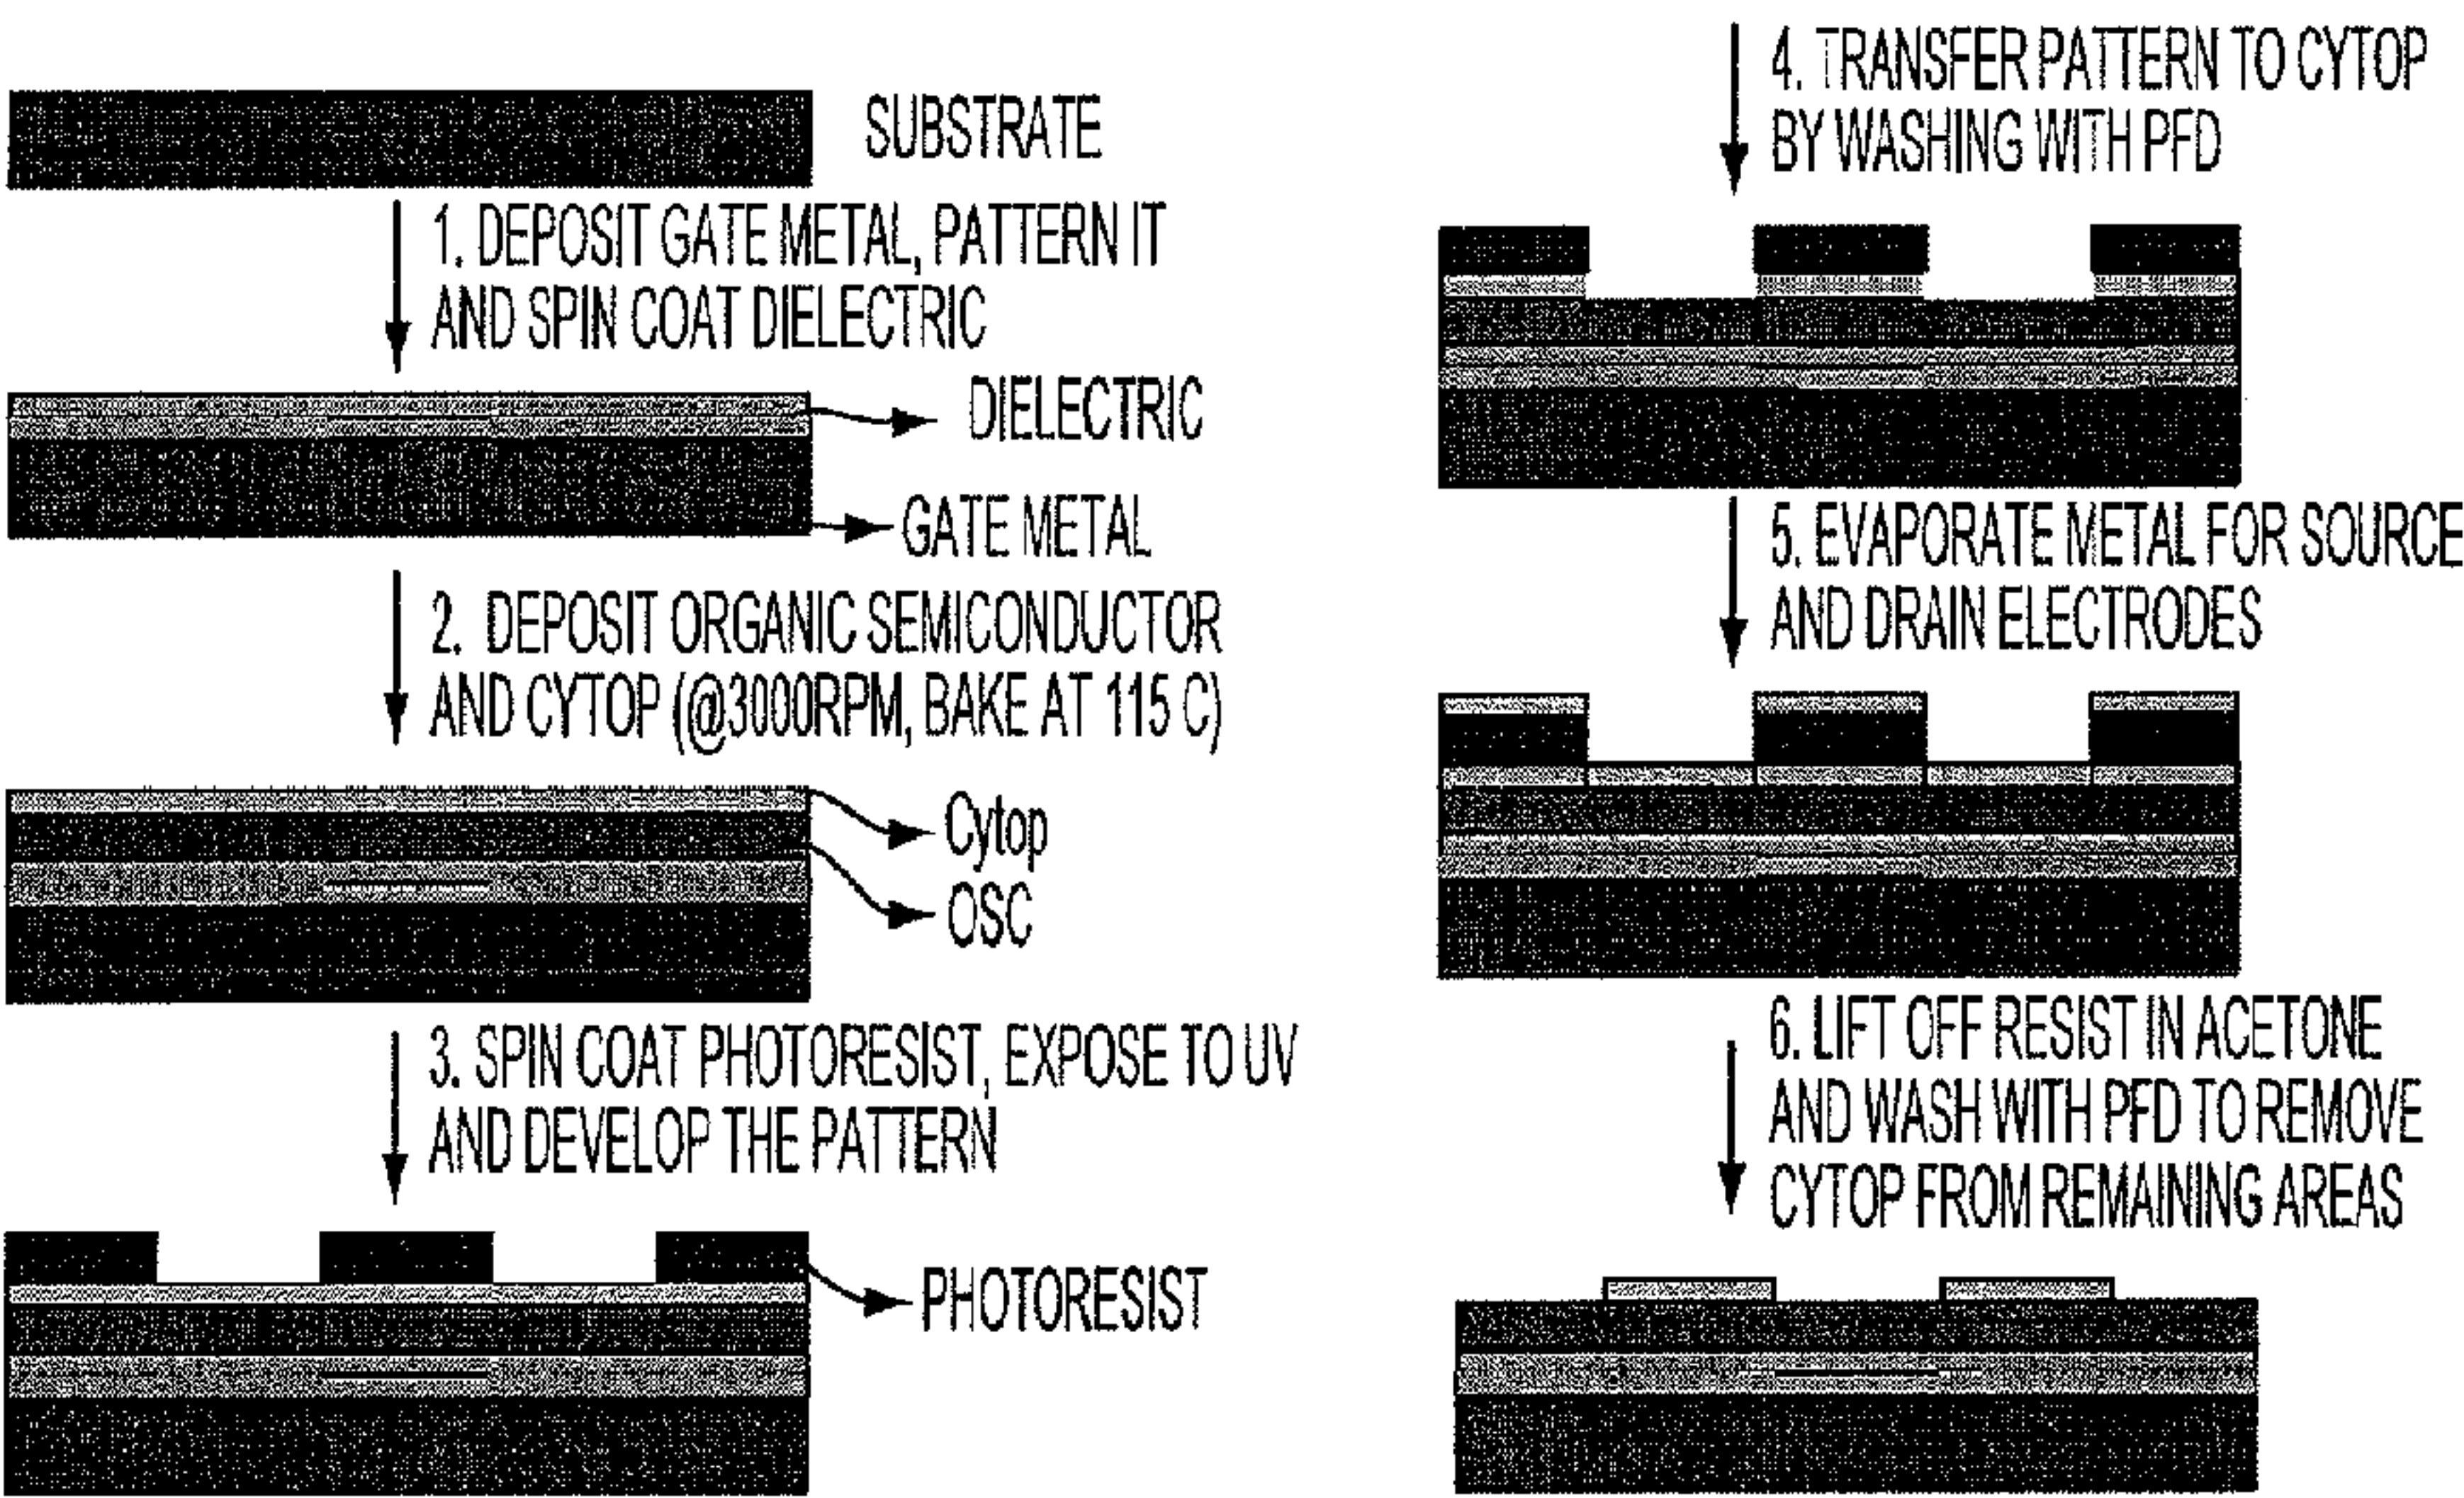 SUBSTRATE
1. DEPOSIT GATE METAL, PATTERN IT
AND SPIN COAT DIELECTRIC
DIELECTRIC
GATE METAL
2. DEPOSIT ORGANIC SEMICONDUCTOR
AND CYTOP (@3000RPM, BAKE AT 115 C)
Cytop
OSC
3. SPIN COAT PHOTORESIST, EXPOSE TO UV
AND DEVELOP THE PATTERN
PHOTORESIST
4. TRANSFER PATTERN TO CYTOP
BY WASHING WITH PFD
5. EVAPORATE METAL FOR SOURCE
AND DRAIN ELECTRODES
6. LIFT OFF RESIST IN ACETONE
AND WASH WITH PFD TO REMOVE
CYTOP FROM REMAINING AREAS